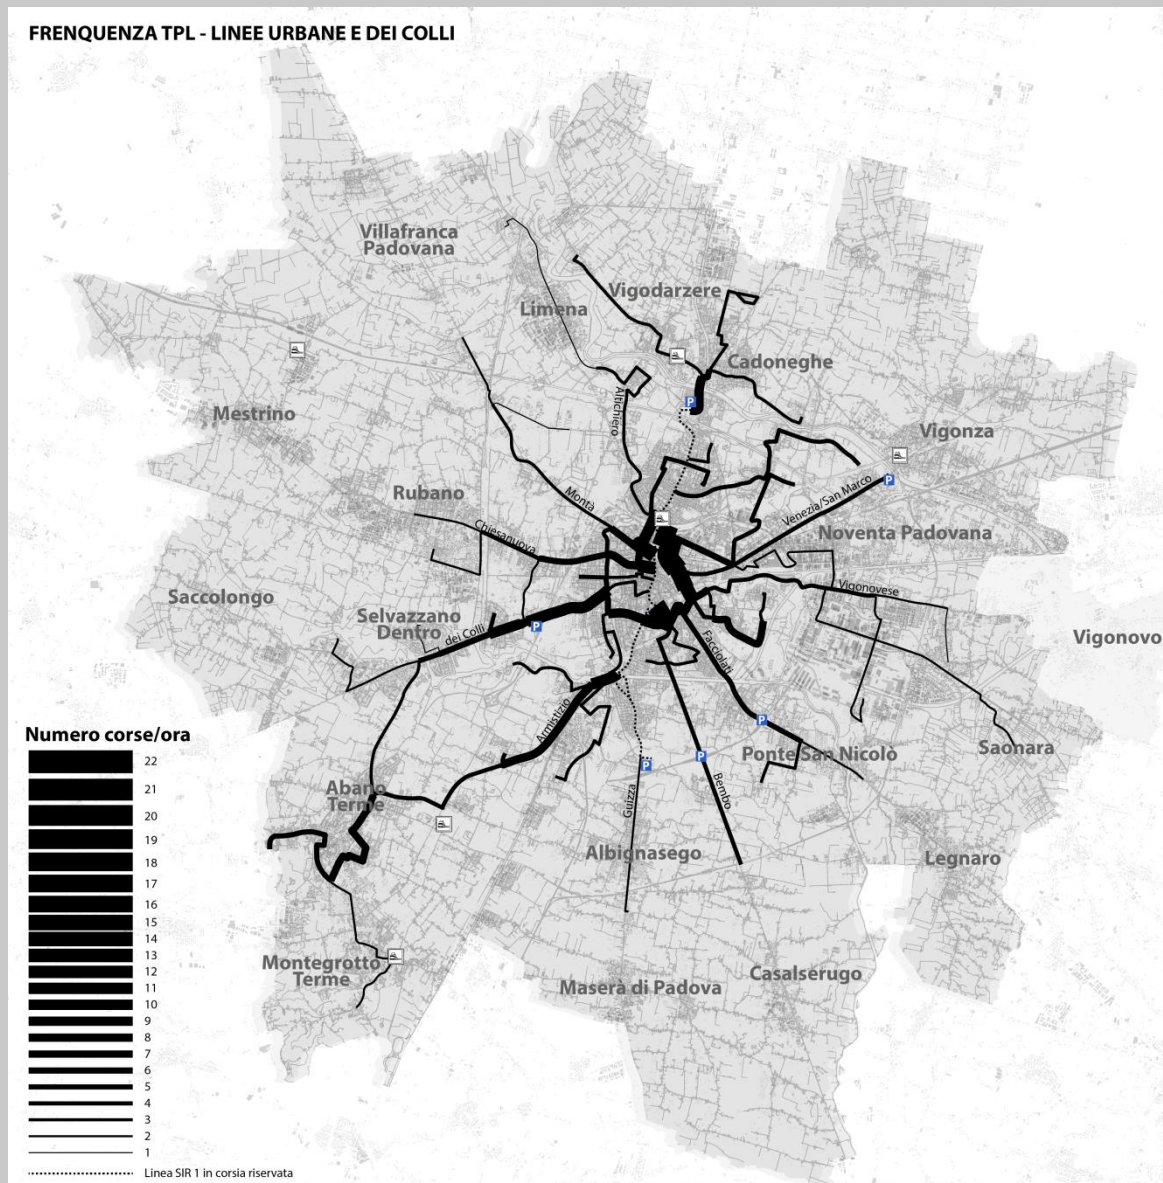 FRENQUENZA TPL - LINEE URBANE E DEI COLLI
Villafranca
Padovana
Vigodarzere
Limena
Cadoneghe
Mestrino
Altichiero
P
Vigonza
Rubano
Montà
Venezia/San Marco
P
Chiesanuova
Noventa Padovana
Saccolongo
Vigonovese
Selvazzano
Dentro
dei Colli
P
Facciolati
Vigonovo
Armistizio
P
Numero corse/ora
Ponte San Nicolò
Saonara
P
P
22
21
20
19
18
17
16
15
14
13
12
11
10
9
8
7
6
5
4
3
2
1
Linea SIR 1 in corsia riservata
Abano
Terme
Guizza
Bembo
Albignasego
Legnaro
Montegrotto
Terme
Casalserugo
Maserà di Padova